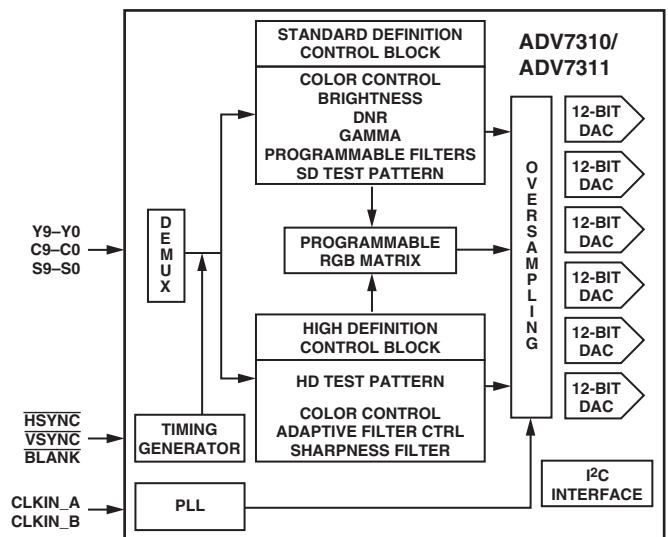 STANDARD DEFINITION
CONTROL BLOCK
COLOR CONTROL
BRIGHTNESS
DNR
GAMMA
PROGRAMMABLE FILTERS
SD TEST PATTERN
ADV7310/
ADV7311
12-BIT
DAC
12-BIT
DAC
12-BIT
DAC
12-BIT
DAC
12-BIT
DAC
12-BIT
DAC
OVERSAMPLING
Y9–Y0
C9–C0
S9–S0
DEMUX
PROGRAMMABLE
RGB MATRIX
HIGH DEFINITION
CONTROL BLOCK
HD TEST PATTERN
COLOR CONTROL
ADAPTIVE FILTER CTRL
SHARPNESS FILTER
HSYNC
VSYNC
BLANK
TIMING
GENERATOR
CLKIN_A
CLKIN_B
PLL
I2C
INTERFACE